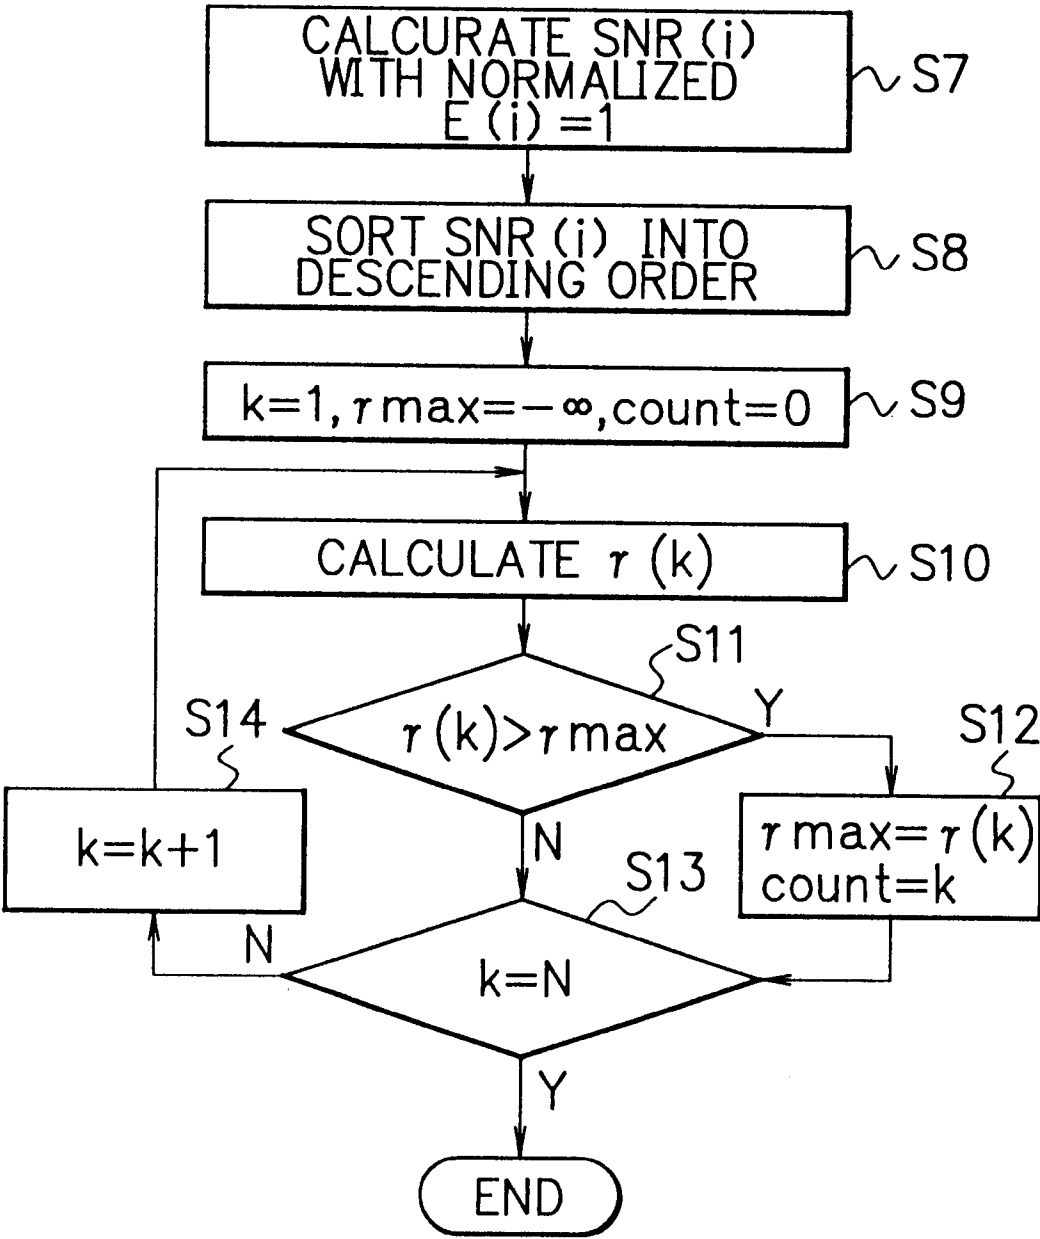 CALCURATE SNR(i)
WITH NORMALIZED
E(i)=1
S7
SORT SNR(i) INTO
DESCENDING ORDER
S8
k=1, r max=-∞, count=0
S9
CALCULATE r (k)
S10
S11
r (k)>r max
Y
S14
S12
k=k+1
r max=r (k)
count=k
N
S13
N
k=N
Y
END